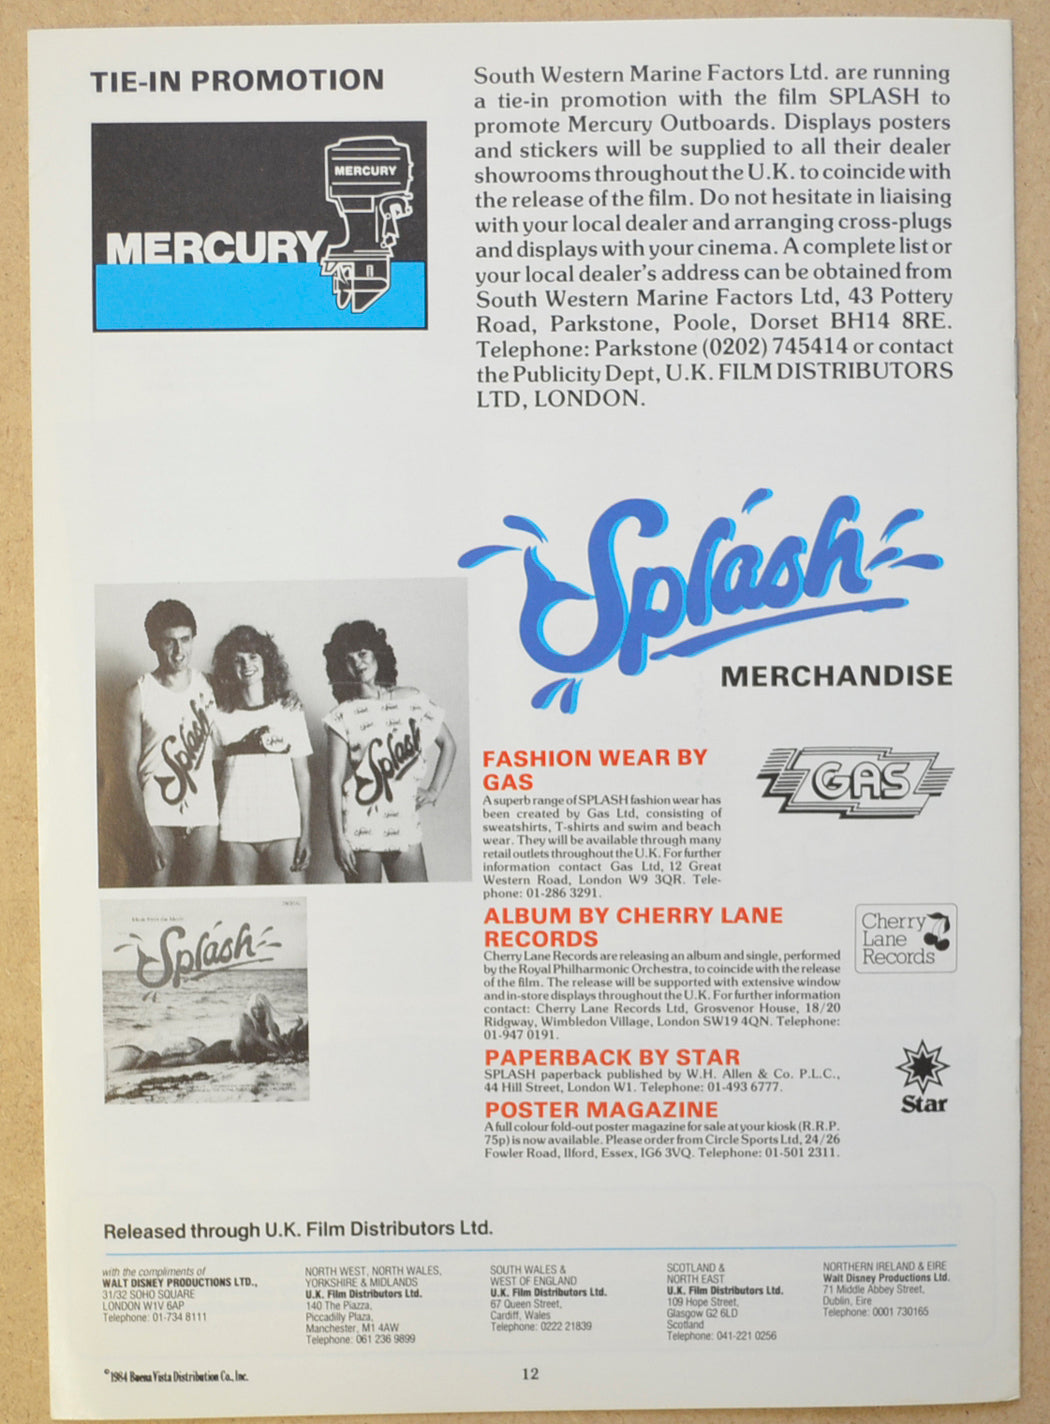 TIE-IN PROMOTION
MERCURY
MERCURY
South Western Marine Factors Ltd. are running
a tie-in promotion with the film SPLASH to
promote Mercury Outboards. Displays posters
and stickers will be supplied to all their dealer
showrooms throughout the U.K. to coincide with
the release of the film. Do not hesitate in liaising
with your local dealer and arranging cross-plugs
and displays with your cinema. A complete list or
your local dealer's address can be obtained from
South Western Marine Factors Ltd, 43 Pottery
Road, Parkstone, Poole, Dorset BH14 8RE.
Telephone: Parkstone (0202) 745414 or contact
the Publicity Dept, U.K. FILM DISTRIBUTORS
LTD, LONDON.
Splash
MERCHANDISE
Splash
Splash
Splash
FASHION WEAR BY
GAS
A superb range of SPLASH fashion wear has
been created by Gas Ltd, consisting of
sweatshirts, T-shirts and swim and beach
wear. They will be available through many
retail outlets throughout the U.K. For further
information contact Gas Ltd, 12 Great
Western Road, London W9 3QR. Tele-
phone: 01-286 3291.
GAS
ALBUM BY CHERRY LANE
RECORDS
Cherry Lane Records are releasing an album and single, performed
by the Royal Philharmonic Orchestra, to coincide with the release
of the film. The release will be supported with extensive window
and in-store displays throughout the U.K. For further information
contact: Cherry Lane Records Ltd, Grosvenor House, 18/20
Ridgway, Wimbledon Village, London SW19 4QN. Telephone:
01-947 0191.
Cherry
Lane
Records
Splash
PAPERBACK BY STAR
SPLASH paperback published by W.H. Allen & Co. P.L.C.,
44 Hill Street, London W1. Telephone: 01-493 6777.
Star
POSTER MAGAZINE
A full colour fold-out poster magazine for sale at your kiosk (R.R.P.
75p) is now available. Please order from Circle Sports Ltd, 24/26
Fowler Road, Ilford, Essex, IG6 3VQ. Telephone: 01-501 2311.
Released through U.K. Film Distributors Ltd.
with the compliments of
WALT DISNEY PRODUCTIONS LTD.,
31/32 SOHO SQUARE
LONDON W1V 6AP
Telephone: 01-734 8111
NORTH WEST, NORTH WALES,
YORKSHIRE & MIDLANDS
U.K. Film Distributors Ltd.
140 The Piazza,
Piccadilly Plaza,
Manchester, M1 4AW
Telephone: 061 236 9899
SOUTH WALES &
WEST OF ENGLAND
U.K. Film Distributors Ltd.
67 Queen Street,
Cardiff, Wales
Telephone: 0222 21839
SCOTLAND &
NORTH EAST
U.K. Film Distributors Ltd.
109 Hope Street,
Glasgow G2 6LD
Scotland
Telephone: 041-221 0256
NORTHERN IRELAND & EIRE
Walt Disney Productions Ltd.
71 Middle Abbey Street,
Dublin, Eire
Telephone: 0001 730165
©1984 Buena Vista Distribution Co., Inc.
12